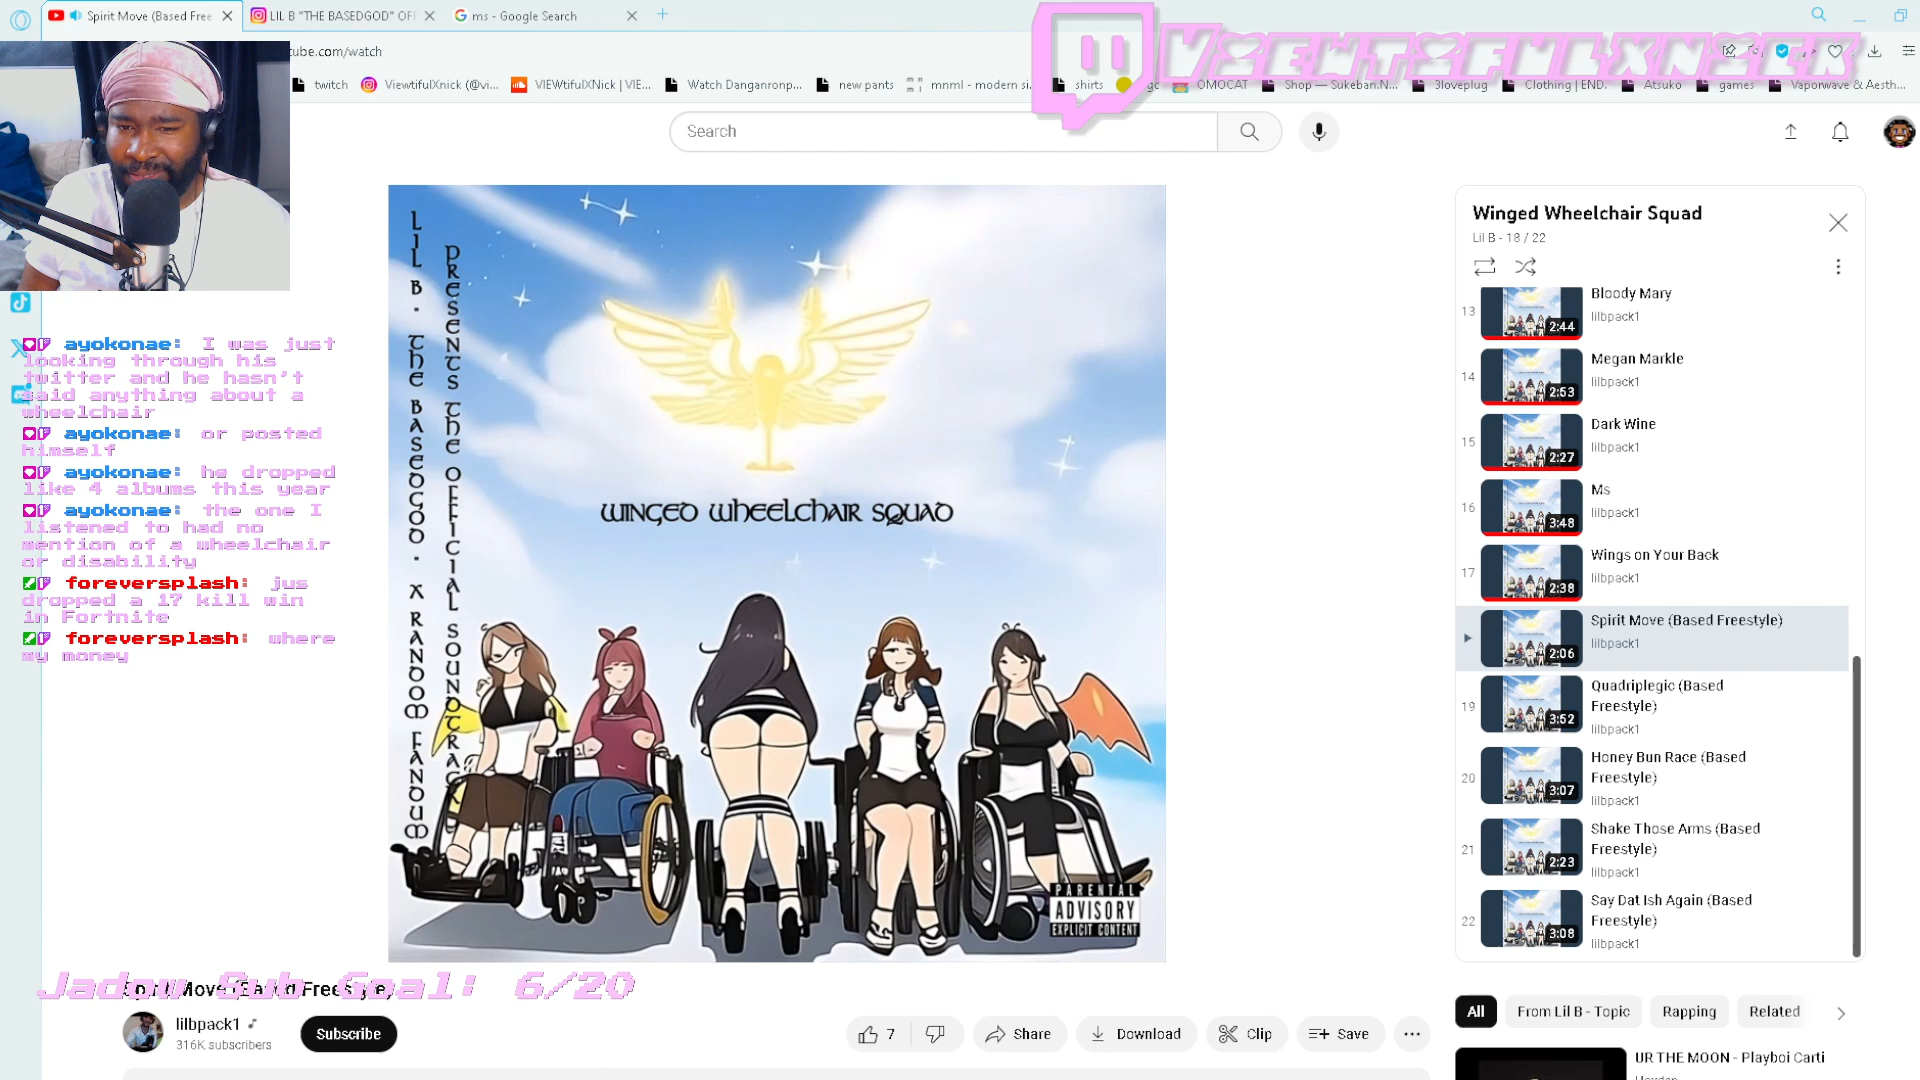 Spirit Move (Based Free
LIL B "THE BASEDGOD" OF
ms - Google Search
tube.com/watch
twitch
ViewtifulXnick (@vi...
VIEWtifulXNick | VIE...
Watch Danganronp...
new pants
mnml - modern si...
shirts
OMOCAT
Shop — Sukeban.N...
3loveplug
Clothing | END.
Atsuko
games
Vaporwave & Aesth...
Search
ayokonae: I was just
looking through his
twitter and he hasn't
said anything about a
wheelchair
ayokonae: or posted
himself
ayokonae: he dropped
like 4 albums this year
ayokonae: the one I
listened to had no
mention of a wheelchair
or disability
foreversplash: jus
dropped a 17 kill win
in Fortnite
foreversplash: where
my money
LIL B · THE BASEDGOD · X RANDOM FANDUM
PRESENTS THE OFFICIAL SOUNDTRACK
WINGED WHEELCHAIR SQUAD
PARENTAL
ADVISORY
EXPLICIT CONTENT
Winged Wheelchair Squad
Lil B - 18 / 22
Bloody Mary
13
lilbpack1
2:44
Megan Markle
14
lilbpack1
2:53
Dark Wine
15
lilbpack1
2:27
Ms
16
lilbpack1
3:48
Wings on Your Back
17
lilbpack1
2:38
Spirit Move (Based Freestyle)
lilbpack1
2:06
Quadriplegic (Based
Freestyle)
19
lilbpack1
3:52
Honey Bun Race (Based
Freestyle)
20
lilbpack1
3:07
Shake Those Arms (Based
Freestyle)
21
lilbpack1
2:23
Say Dat Ish Again (Based
Freestyle)
22
lilbpack1
3:08
Jadow Sub Goal: 6/20
Spirit Move (Based Freestyle)
lilbpack1
316K subscribers
Subscribe
7
Share
Download
Clip
Save
All
From Lil B - Topic
Rapping
Related
UR THE MOON - Playboi Carti